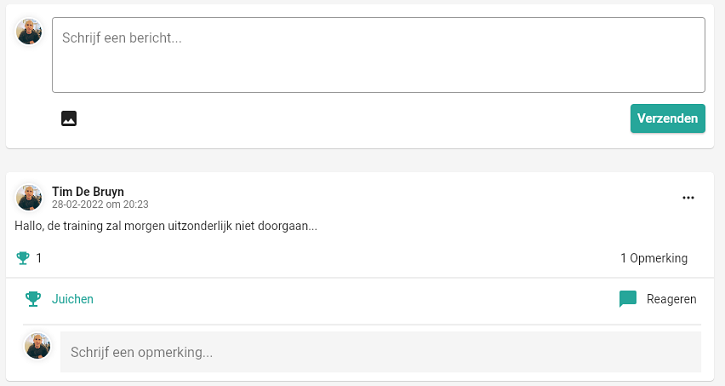 Schrijf een bericht...
Verzenden
Tim De Bruyn
28-02-2022 om 20:23
Hallo, de training zal morgen uitzonderlijk niet doorgaan...
1
1 Opmerking
Juichen
Reageren
Schrijf een opmerking...